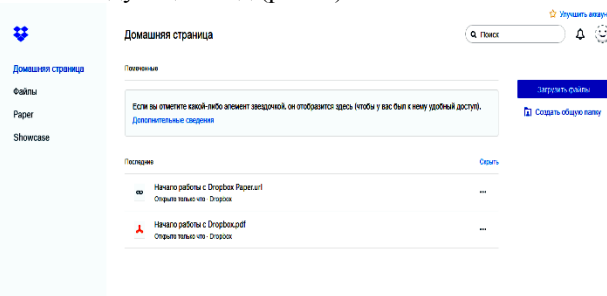 Улучшить аккаун
Домашняя страница
Поиск
Домашняя страница
Файлы
Paper
Showcase
Помеченные
Если вы отметите какой-либо элемент звездочкой, он отобразится здесь (чтобы у вас был к нему удобный доступ).
Дополнительные сведения
Загрузить файлы
Создать общую папку
Последние
Скрыть
Начало работы с Dropbox Paper.url
Открыто только что · Dropbox
Начало работы с Dropbox.pdf
Открыто только что · Dropbox